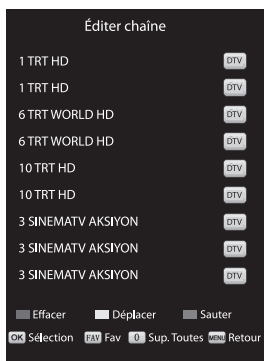 Éditer chaîne
1 TRT HD DTV
1 TRT HD DTV
6 TRT WORLD HD DTV
6 TRT WORLD HD DTV
10 TRT HD DTV
10 TRT HD DTV
3 SINEMATV AKSIYON DTV
3 SINEMATV AKSIYON DTV
3 SINEMATV AKSIYON DTV
Effacer Déplacer Sauter
OK Sélection FAV Fav 0 Sup. Toutes MENU Retour